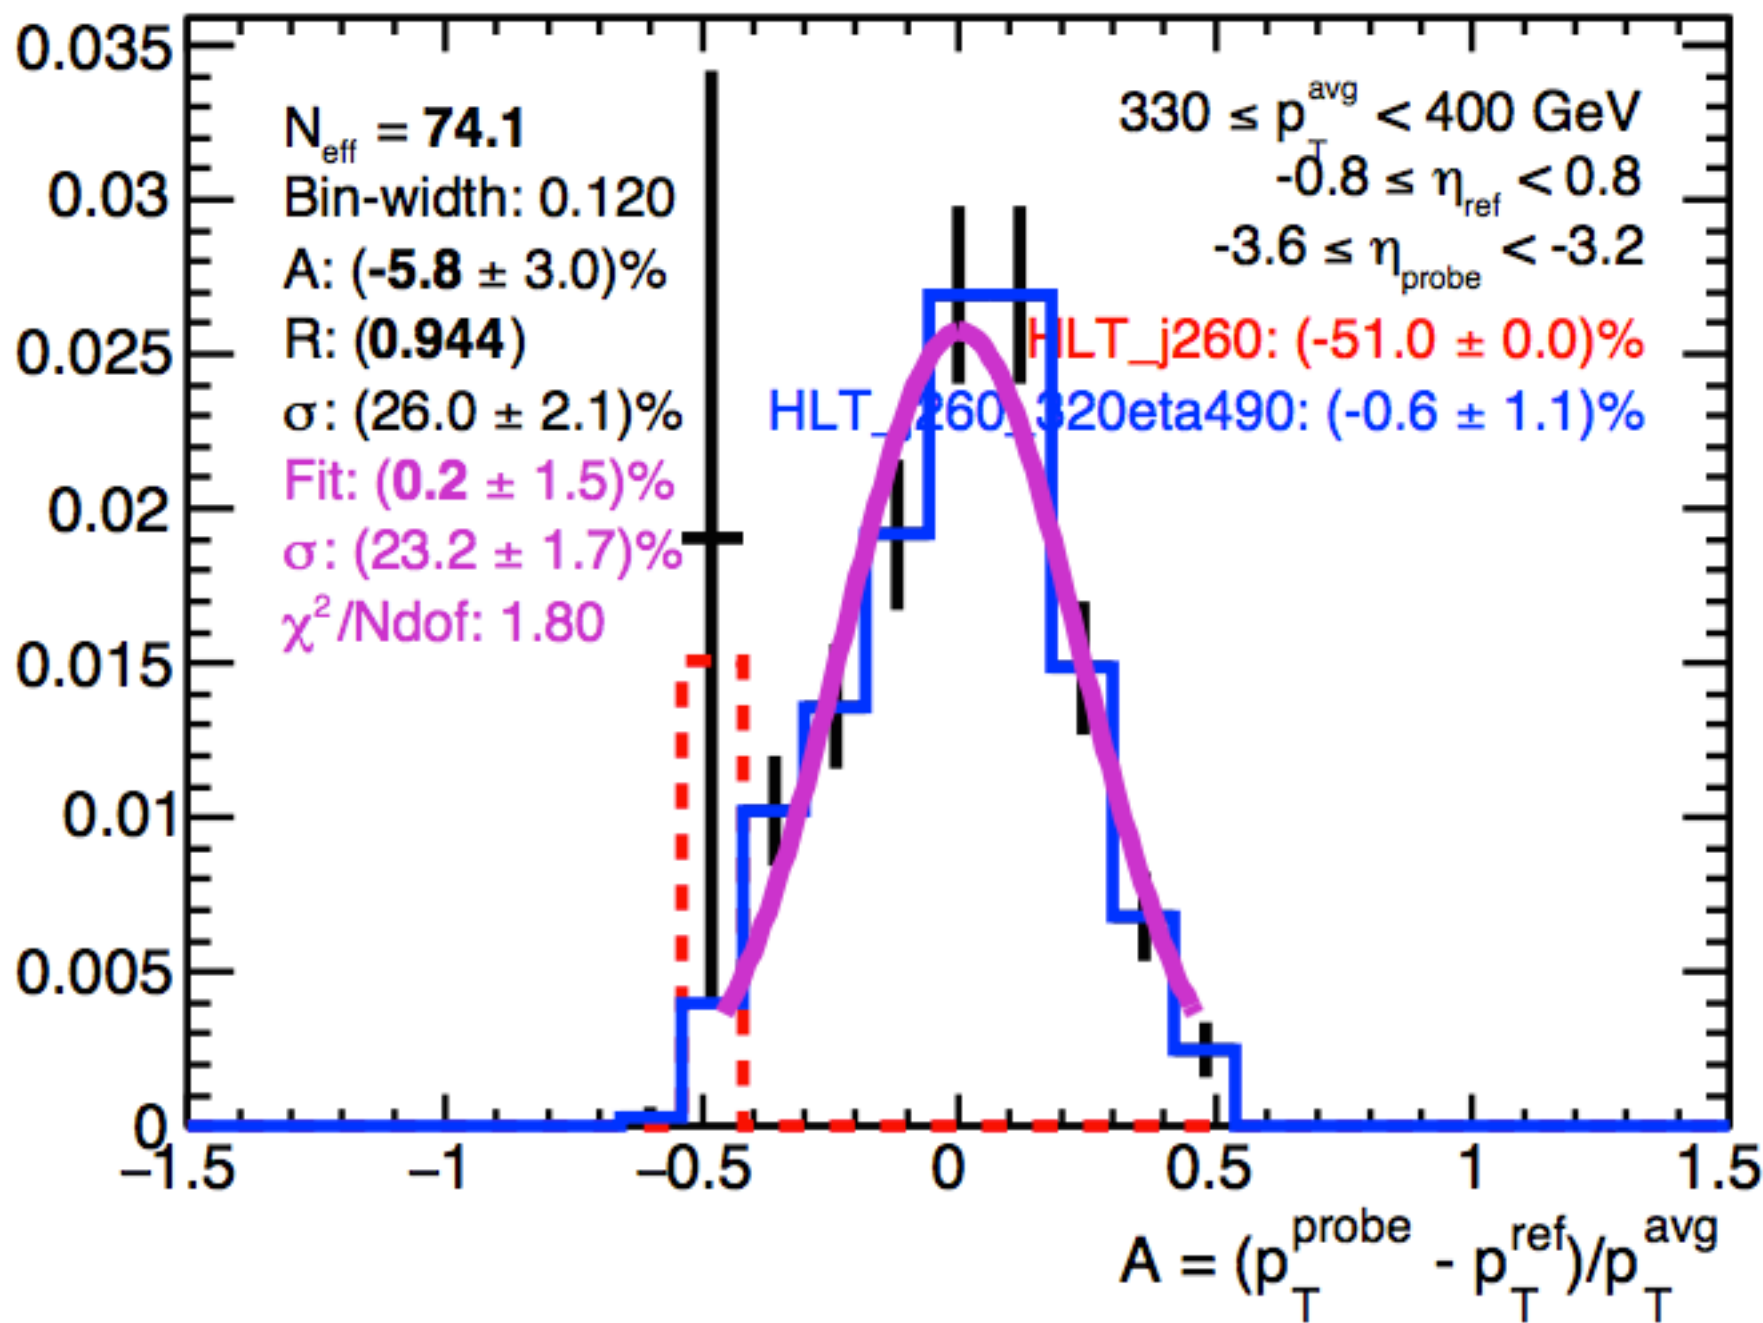 0.035
0.03
0.025
0.02
0.015
0.01
0.005
0
N_eff = 74.1
Bin-width: 0.120
A: (-5.8 ± 3.0)%
R: (0.944)
σ: (26.0 ± 2.1)%
Fit: (0.2 ± 1.5)%
σ: (23.2 ± 1.7)%
χ²/Ndof: 1.80
330 ≤ p_T^avg < 400 GeV
-0.8 ≤ η_ref < 0.8
-3.6 ≤ η_probe < -3.2
HLT_j260: (-51.0 ± 0.0)%
HLT_j260_320eta490: (-0.6 ± 1.1)%
−1.5 −1 −0.5 0 0.5 1 1.5
A = (p_T^probe - p_T^ref)/p_T^avg